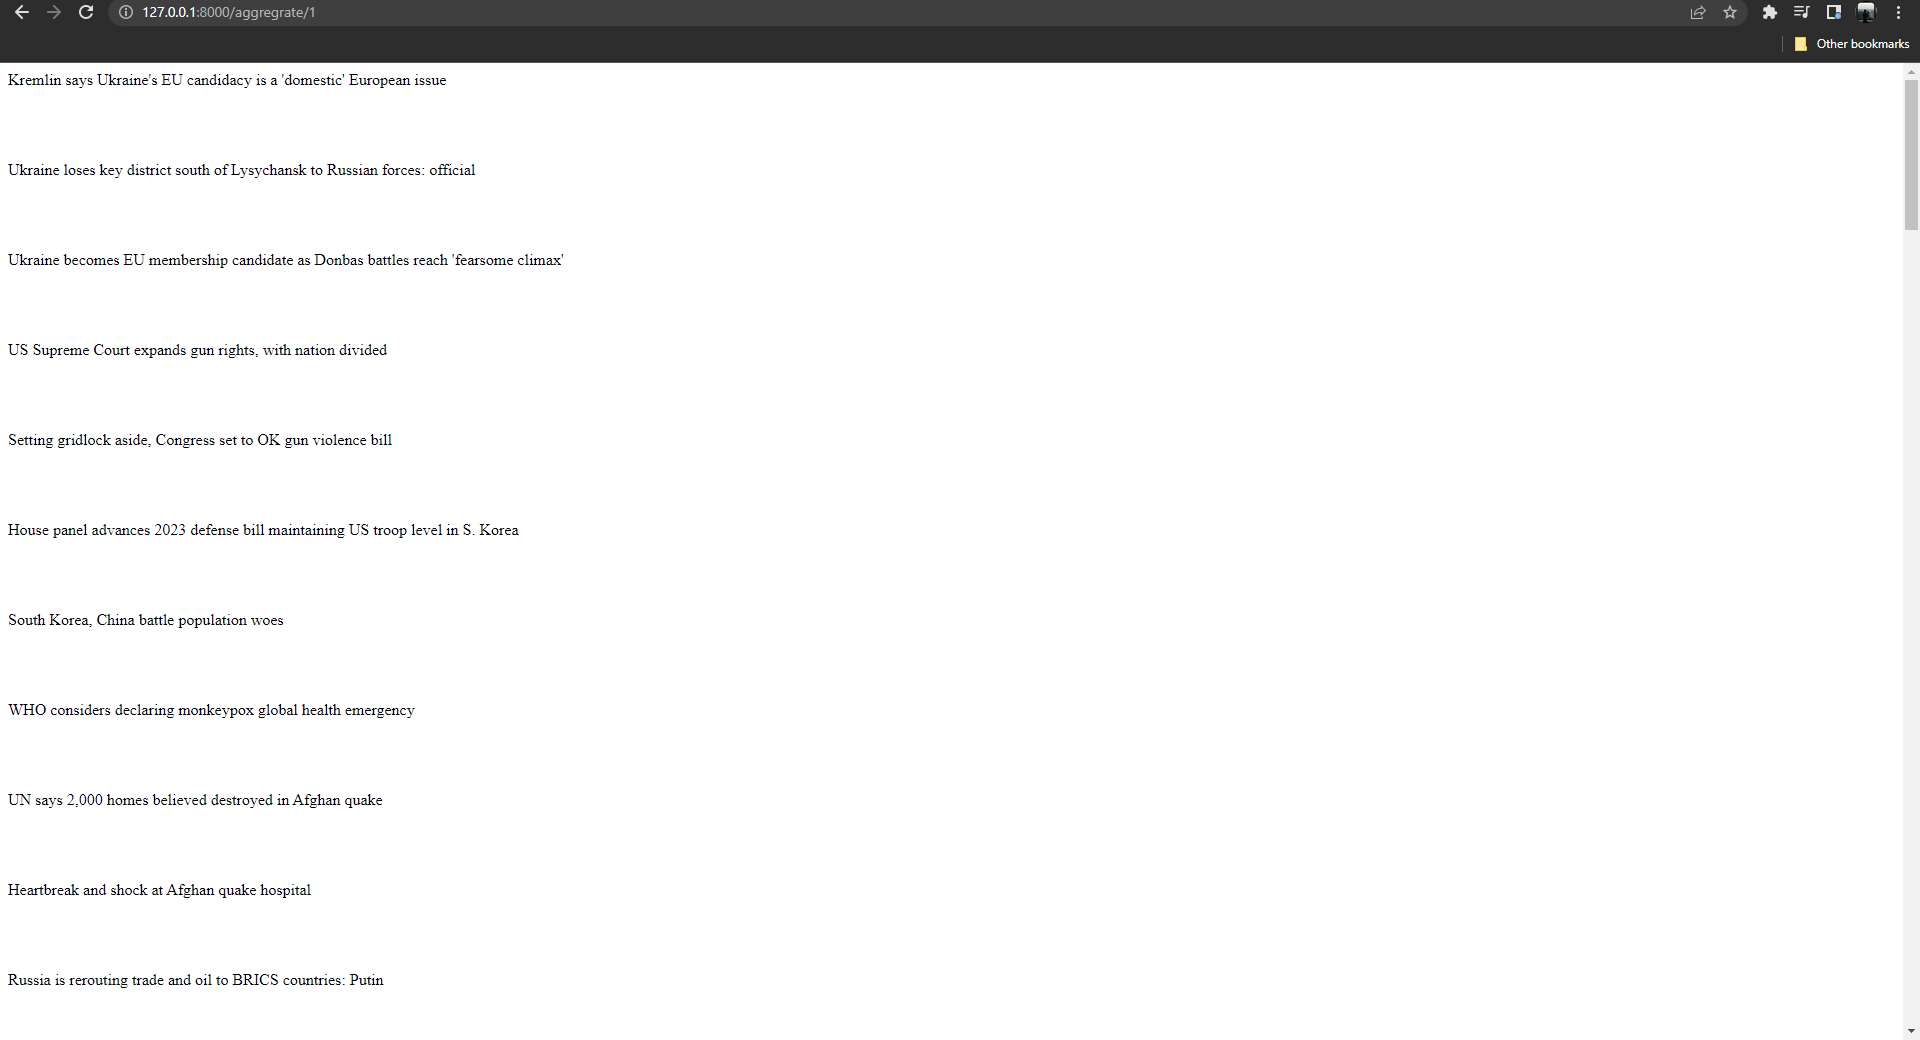 127.0.0.1:8000/aggregrate/1
Other bookmarks
Kremlin says Ukraine's EU candidacy is a 'domestic' European issue
Ukraine loses key district south of Lysychansk to Russian forces: official
Ukraine becomes EU membership candidate as Donbas battles reach 'fearsome climax'
US Supreme Court expands gun rights, with nation divided
Setting gridlock aside, Congress set to OK gun violence bill
House panel advances 2023 defense bill maintaining US troop level in S. Korea
South Korea, China battle population woes
WHO considers declaring monkeypox global health emergency
UN says 2,000 homes believed destroyed in Afghan quake
Heartbreak and shock at Afghan quake hospital
Russia is rerouting trade and oil to BRICS countries: Putin